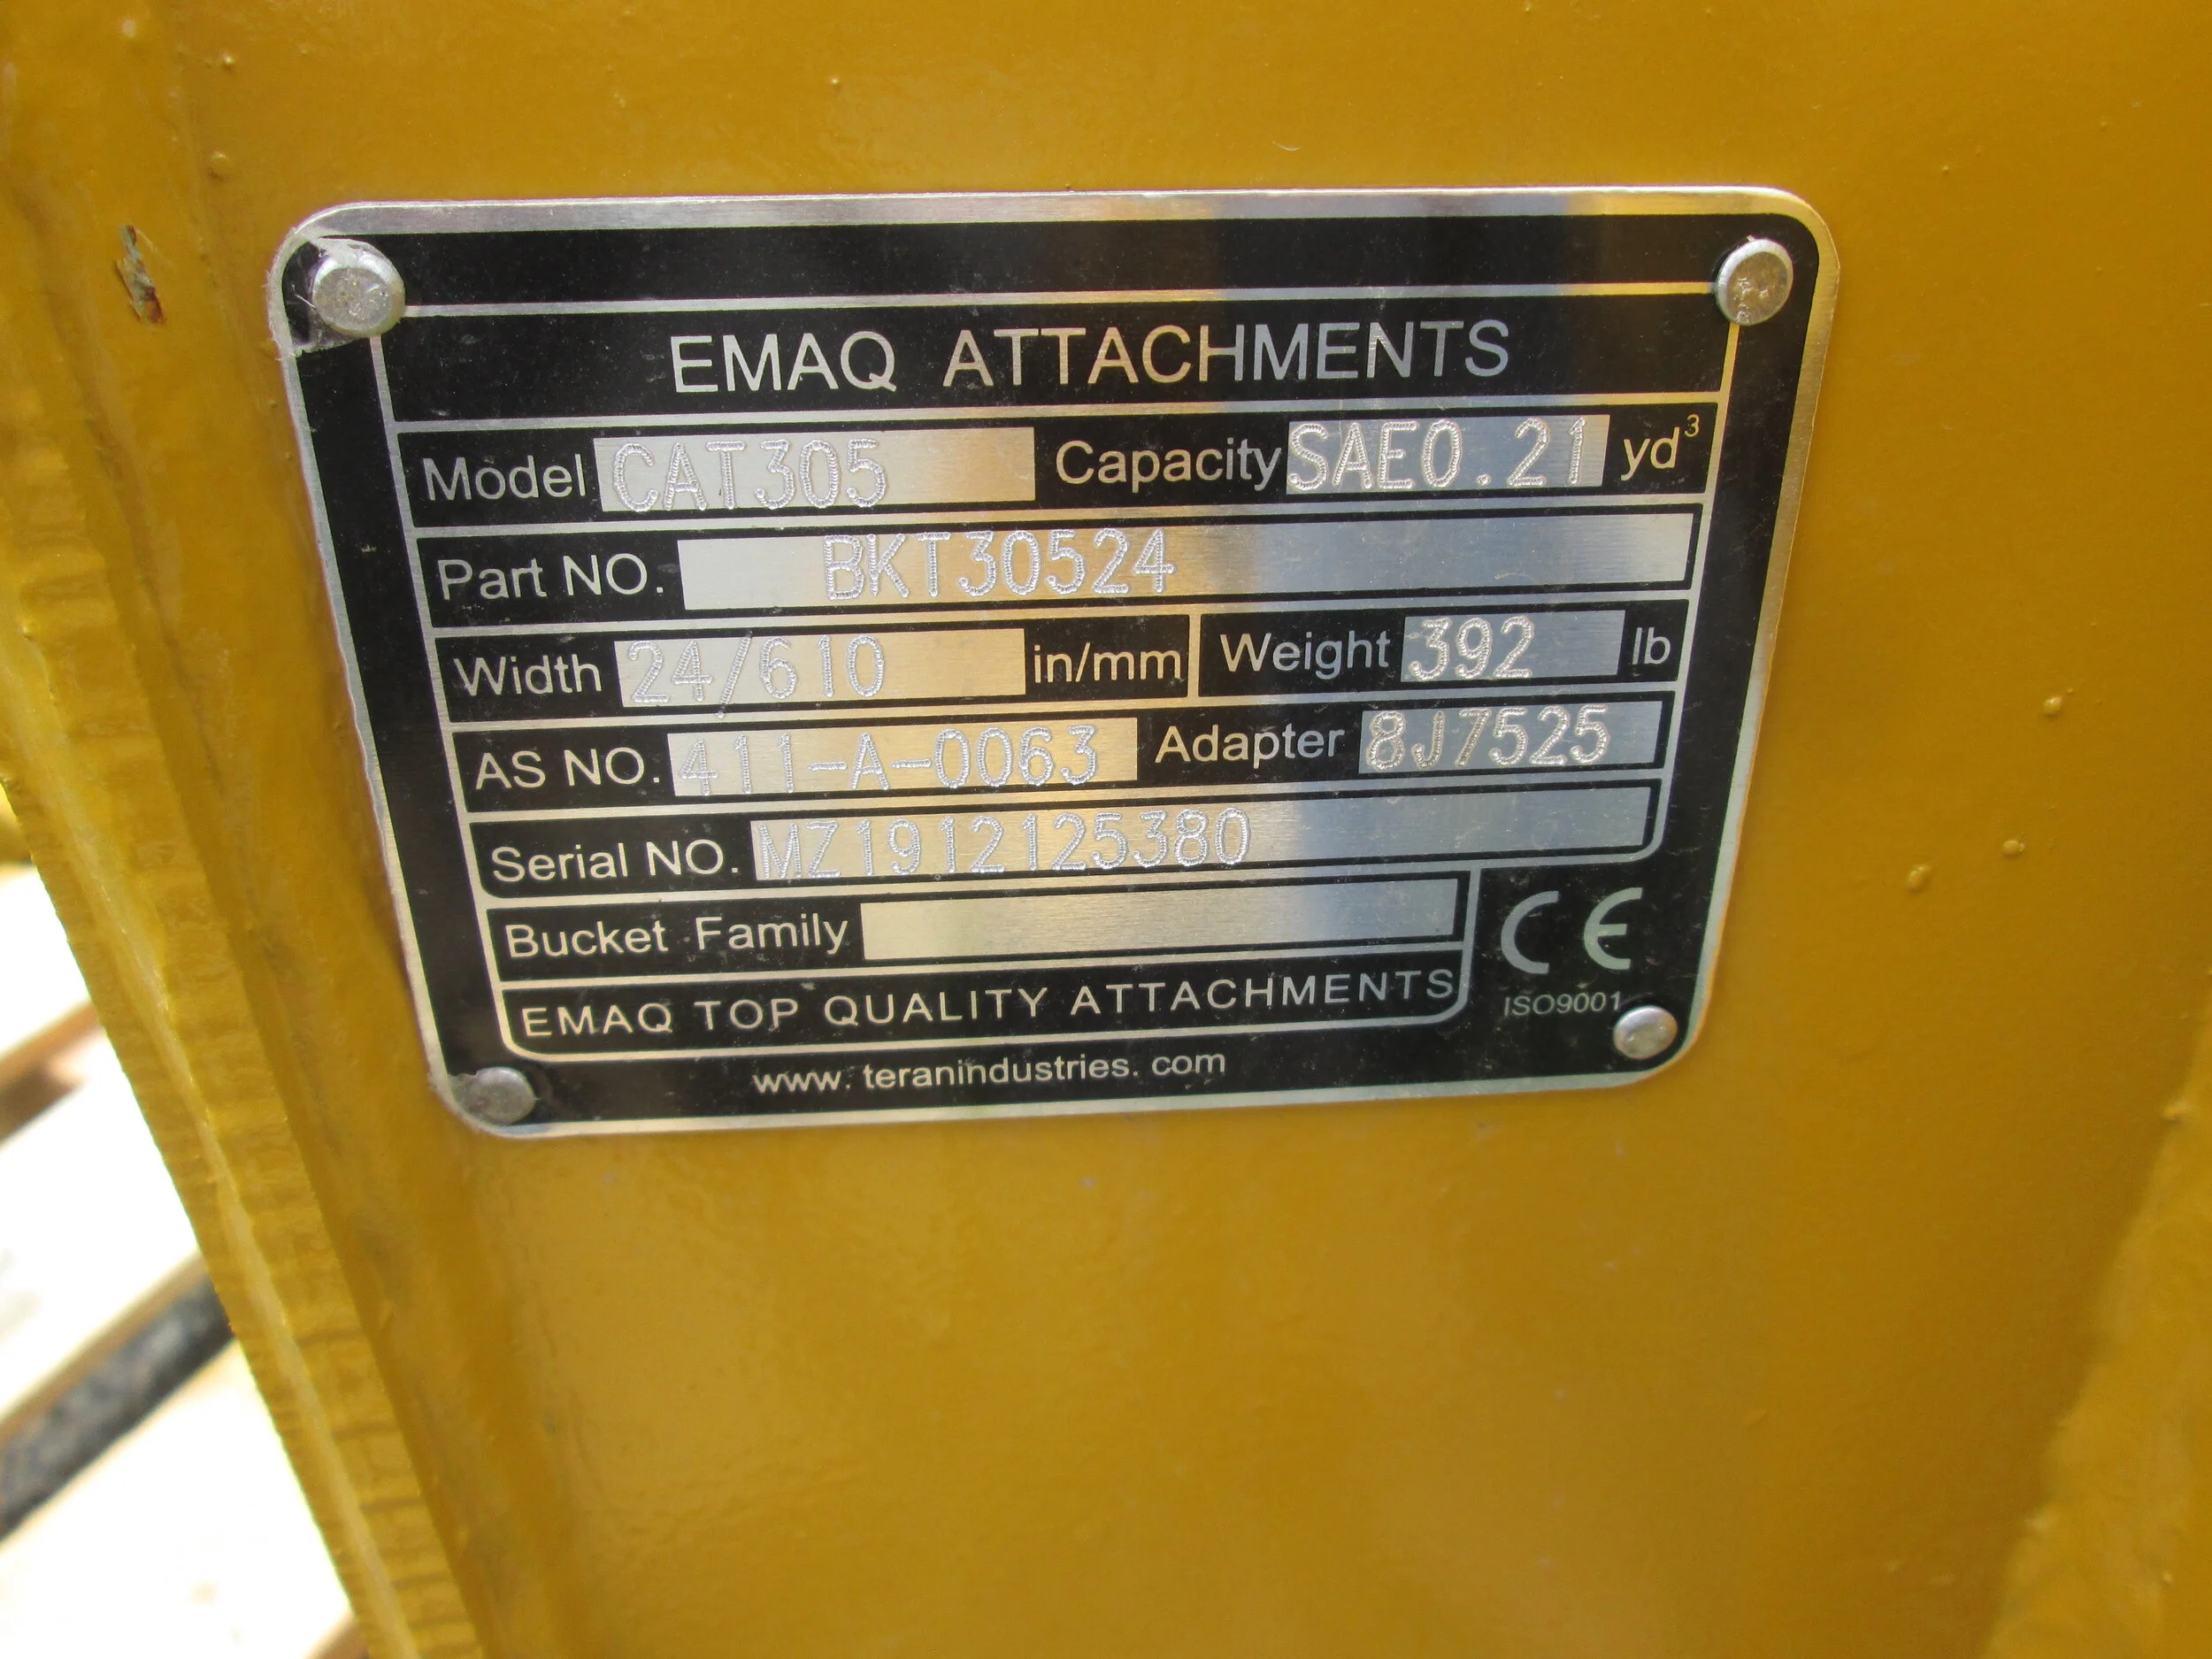 EMAQ ATTACHMENTS
Model CAT305 Capacity SAE0.21 yd³
Part NO. BKT30524
Width 24/610 in/mm Weight 392 lb
AS NO. 411-A-0063 Adapter 8J7525
Serial NO. MZ1912125380
Bucket Family
CE
EMAQ TOP QUALITY ATTACHMENTS
ISO9001
www.teranindustries.com